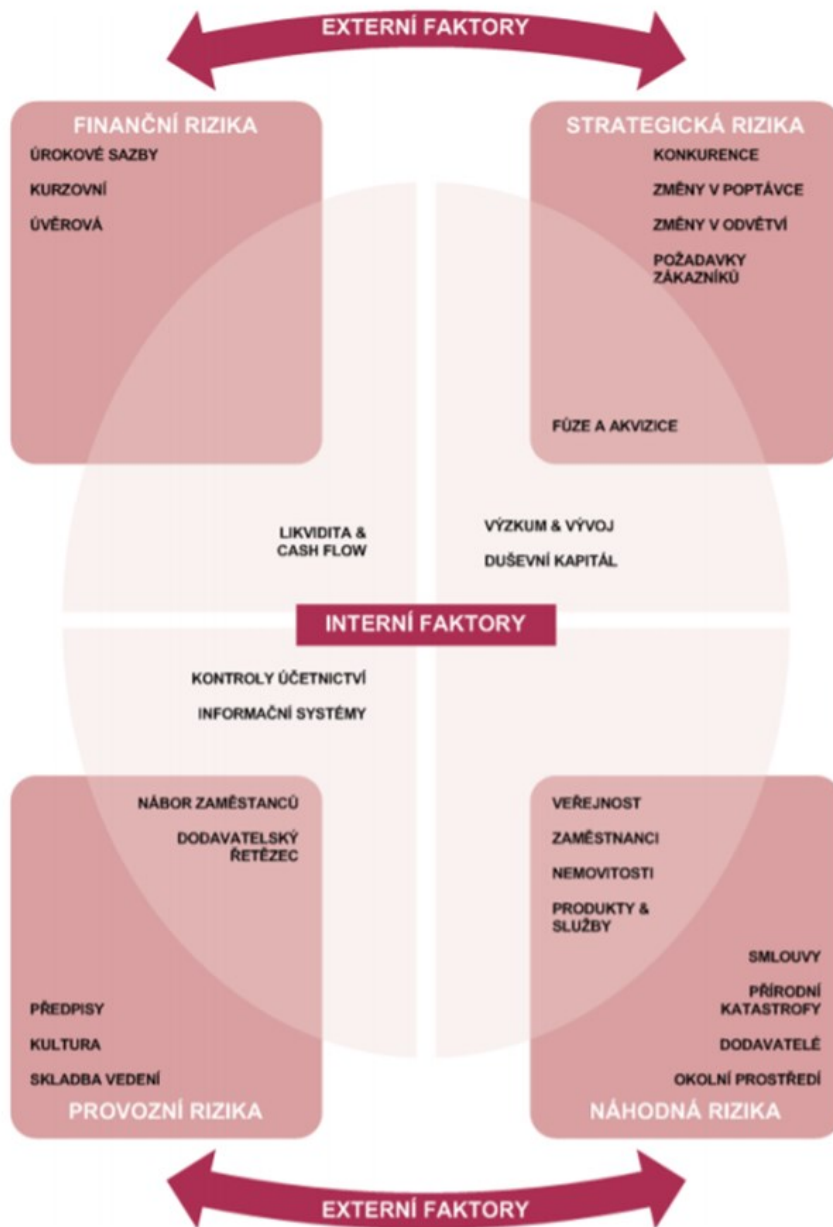 EXTERNÍ FAKTORY
FINANČNÍ RIZIKA
ÚROKOVÉ SAZBY
KURZOVNÍ
ÚVĚROVÁ
STRATEGICKÁ RIZIKA
KONKURENCE
ZMĚNY V POPTÁVCE
ZMĚNY V ODVĚTVÍ
POŽADAVKY
ZÁKAZNÍKŮ
FÚZE A AKVIZICE
LIKVIDITA &
CASH FLOW
VÝZKUM & VÝVOJ
DUŠEVNÍ KAPITÁL
INTERNÍ FAKTORY
KONTROLY ÚČETNICTVÍ
INFORMAČNÍ SYSTÉMY
NÁBOR ZAMĚSTANCŮ
DODAVATELSKÝ
ŘETĚZEC
PŘEDPISY
KULTURA
SKLADBA VEDENÍ
PROVOZNÍ RIZIKA
VEŘEJNOST
ZAMĚSTNANCI
NEMOVITOSTI
PRODUKTY &
SLUŽBY
SMLOUVY
PŘÍRODNÍ
KATASTROFY
DODAVATELÉ
OKOLNÍ PROSTŘEDÍ
NÁHODNÁ RIZIKA
EXTERNÍ FAKTORY